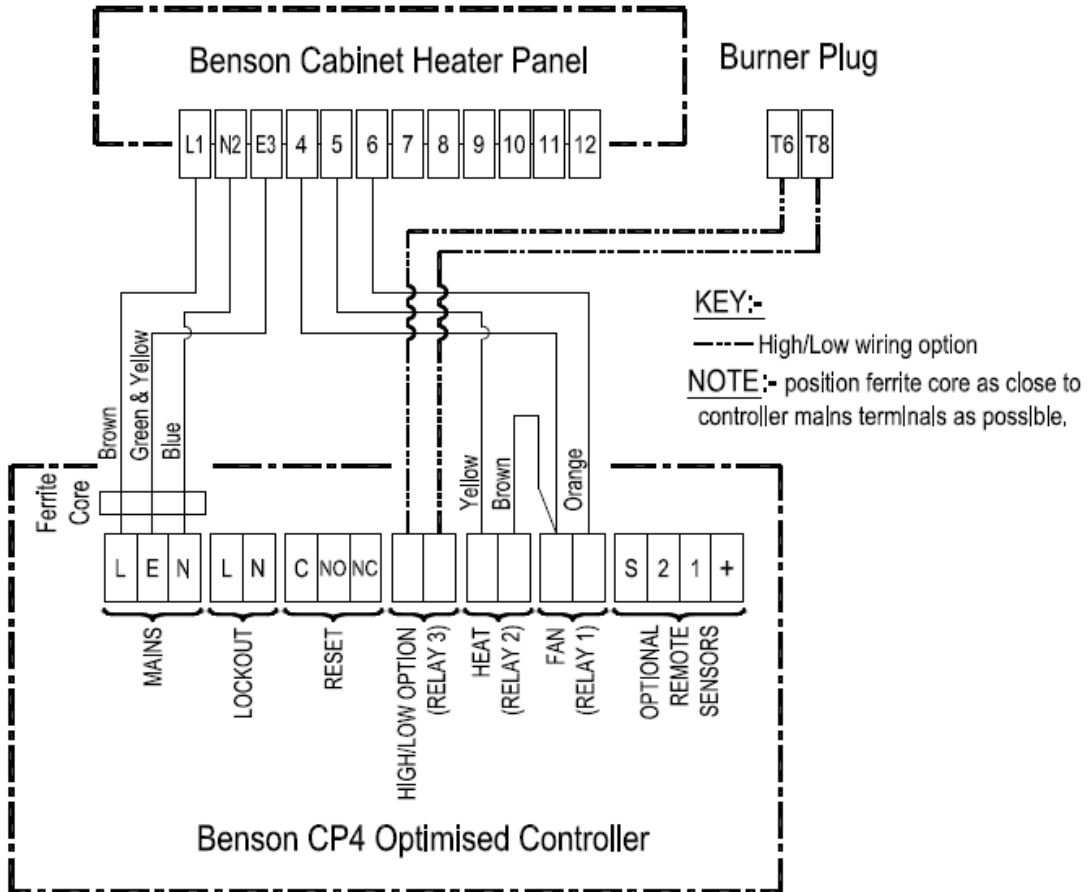 Benson Cabinet Heater Panel
Burner Plug
L1 N2 E3 4 5 6 7 8 9 10 11 12
T6 T8
KEY:-
High/Low wiring option
NOTE:- position ferrite core as close to
controller mains terminals as possible.
Brown
Green & Yellow
Blue
Yellow
Brown
Orange
Ferrite
Core
L E N
L N
C NO NC
S 2 1 +
MAINS
LOCKOUT
RESET
HIGH/LOW OPTION
(RELAY 3)
HEAT
(RELAY 2)
FAN
(RELAY 1)
OPTIONAL
REMOTE
SENSORS
Benson CP4 Optimised Controller